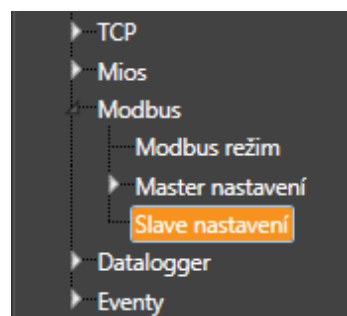 TCP
Mios
Modbus
Modbus režim
Master nastavení
Slave nastavení
Datalogger
Eventy